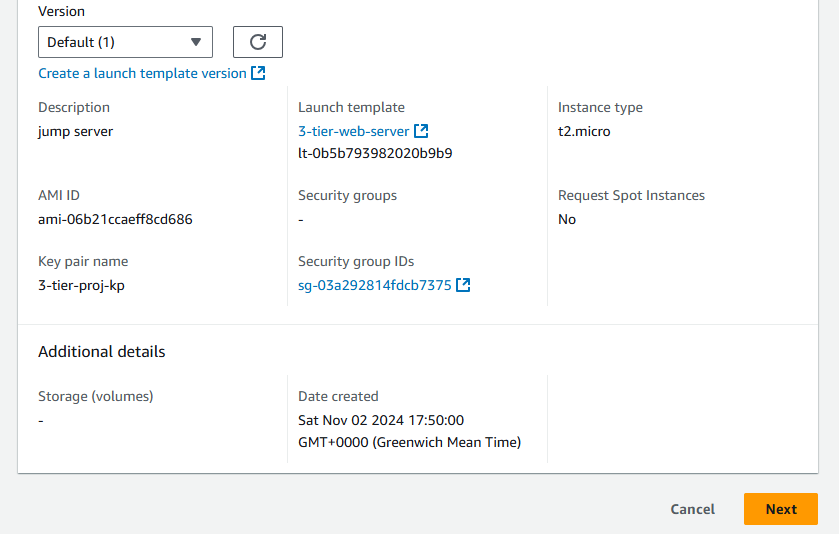 Version
Default (1)
Create a launch template version
Description
jump server
Launch template
3-tier-web-server
lt-0b5b793982020b9b9
Instance type
t2.micro
AMI ID
ami-06b21ccaeff8cd686
Security groups
-
Request Spot Instances
No
Key pair name
3-tier-proj-kp
Security group IDs
sg-03a292814fdcb7375
Additional details
Storage (volumes)
-
Date created
Sat Nov 02 2024 17:50:00
GMT+0000 (Greenwich Mean Time)
Cancel
Next